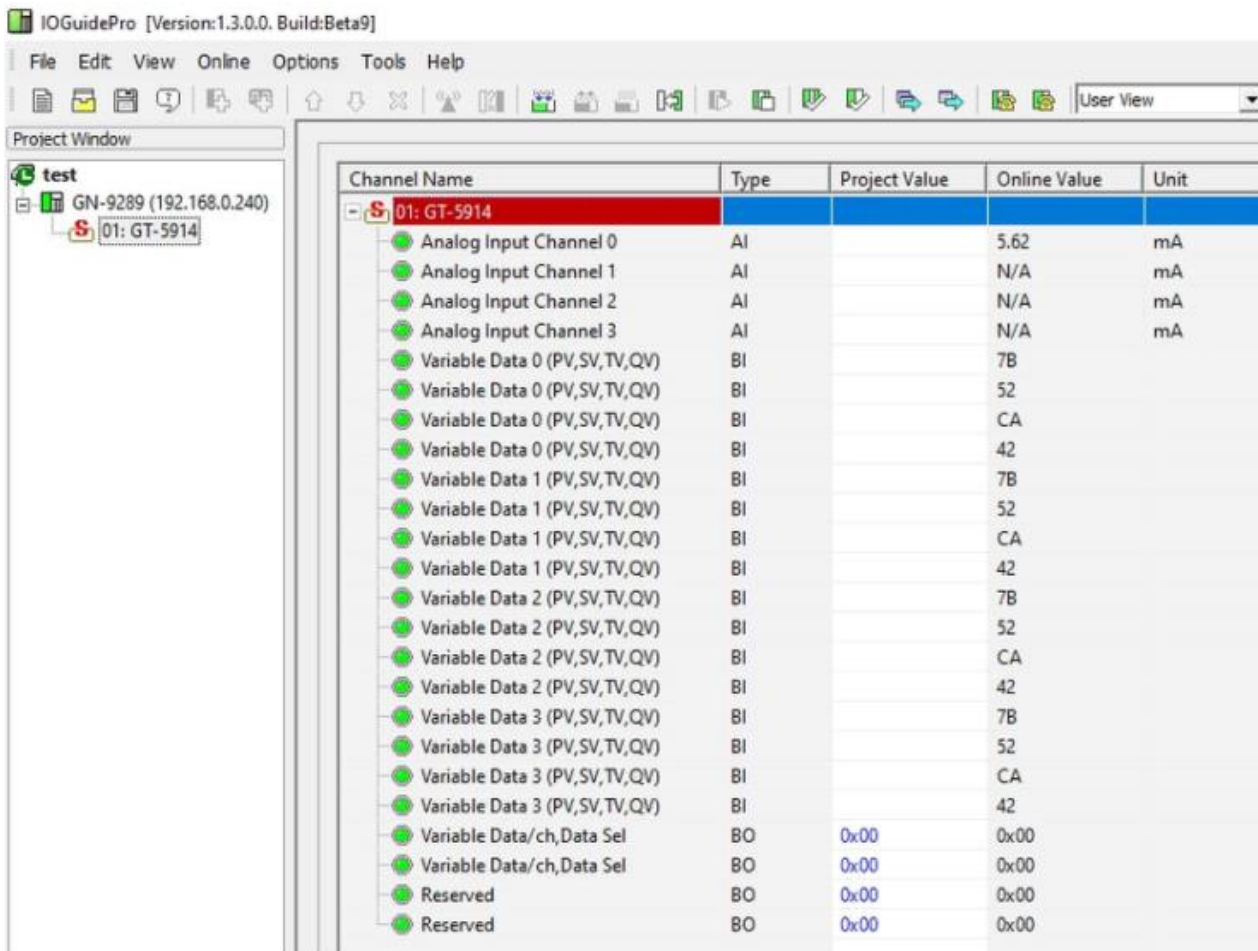 IOGuidePro [Version:1.3.0.0. Build:Beta9]
File Edit View Online Options Tools Help
User View
Project Window
test
GN-9289 (192.168.0.240)
01: GT-5914
Channel Name Type Project Value Online Value Unit
01: GT-5914
Analog Input Channel 0 AI 5.62 mA
Analog Input Channel 1 AI N/A mA
Analog Input Channel 2 AI N/A mA
Analog Input Channel 3 AI N/A mA
Variable Data 0 (PV,SV,TV,QV) BI 7B
Variable Data 0 (PV,SV,TV,QV) BI 52
Variable Data 0 (PV,SV,TV,QV) BI CA
Variable Data 0 (PV,SV,TV,QV) BI 42
Variable Data 1 (PV,SV,TV,QV) BI 7B
Variable Data 1 (PV,SV,TV,QV) BI 52
Variable Data 1 (PV,SV,TV,QV) BI CA
Variable Data 1 (PV,SV,TV,QV) BI 42
Variable Data 2 (PV,SV,TV,QV) BI 7B
Variable Data 2 (PV,SV,TV,QV) BI 52
Variable Data 2 (PV,SV,TV,QV) BI CA
Variable Data 2 (PV,SV,TV,QV) BI 42
Variable Data 3 (PV,SV,TV,QV) BI 7B
Variable Data 3 (PV,SV,TV,QV) BI 52
Variable Data 3 (PV,SV,TV,QV) BI CA
Variable Data 3 (PV,SV,TV,QV) BI 42
Variable Data/ch,Data Sel BO 0x00 0x00
Variable Data/ch,Data Sel BO 0x00 0x00
Reserved BO 0x00 0x00
Reserved BO 0x00 0x00